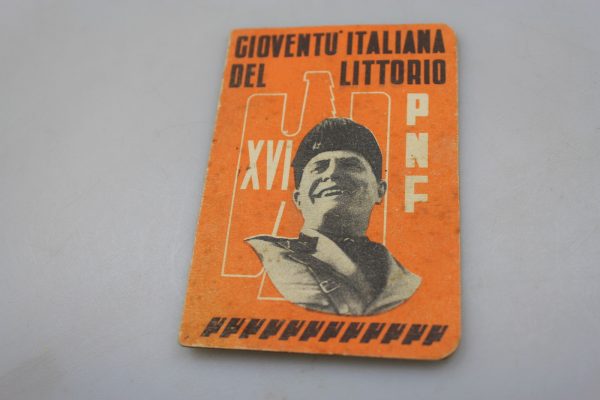 GIOVENTU' ITALIANA
DEL LITTORIO
PNF
XVI